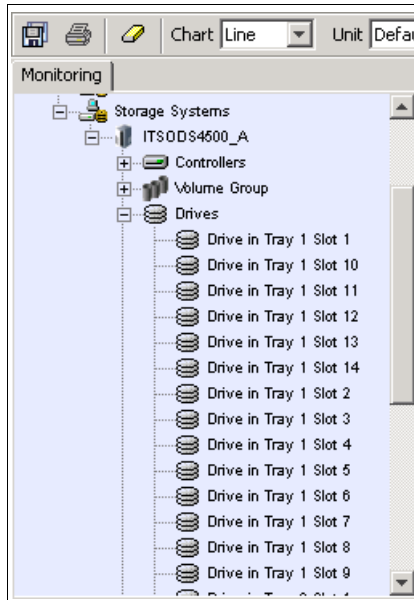 Chart Line Unit Defau
Monitoring
Storage Systems
ITSODS4500_A
Controllers
Volume Group
Drives
Drive in Tray 1 Slot 1
Drive in Tray 1 Slot 10
Drive in Tray 1 Slot 11
Drive in Tray 1 Slot 12
Drive in Tray 1 Slot 13
Drive in Tray 1 Slot 14
Drive in Tray 1 Slot 2
Drive in Tray 1 Slot 3
Drive in Tray 1 Slot 4
Drive in Tray 1 Slot 5
Drive in Tray 1 Slot 6
Drive in Tray 1 Slot 7
Drive in Tray 1 Slot 8
Drive in Tray 1 Slot 9